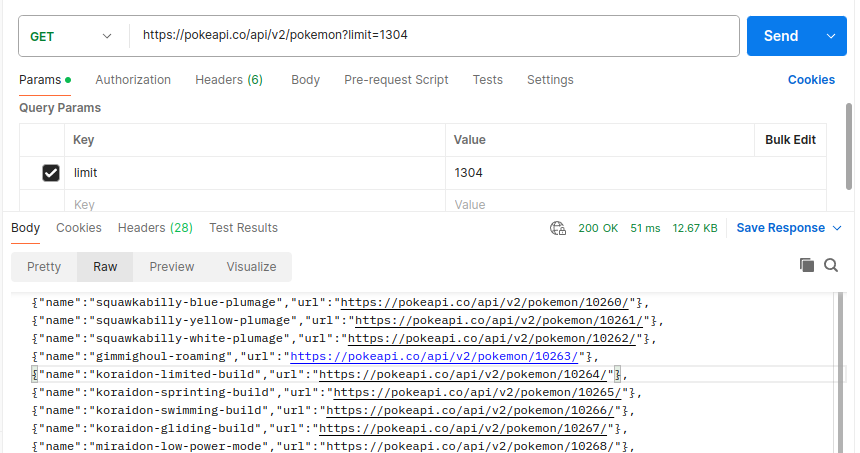 GET https://pokeapi.co/api/v2/pokemon?limit=1304 Send
Params Authorization Headers (6) Body Pre-request Script Tests Settings Cookies
Query Params
Key Value Bulk Edit
limit 1304
Key Value
Body Cookies Headers (28) Test Results 200 OK 51 ms 12.67 KB Save Response
Pretty Raw Preview Visualize
{"name":"squawkabilly-blue-plumage","url":"https://pokeapi.co/api/v2/pokemon/10260/"},
{"name":"squawkabilly-yellow-plumage","url":"https://pokeapi.co/api/v2/pokemon/10261/"},
{"name":"squawkabilly-white-plumage","url":"https://pokeapi.co/api/v2/pokemon/10262/"},
{"name":"gimmighoul-roaming","url":"https://pokeapi.co/api/v2/pokemon/10263/"},
{"name":"koraidon-limited-build","url":"https://pokeapi.co/api/v2/pokemon/10264/"},
{"name":"koraidon-sprinting-build","url":"https://pokeapi.co/api/v2/pokemon/10265/"},
{"name":"koraidon-swimming-build","url":"https://pokeapi.co/api/v2/pokemon/10266/"},
{"name":"koraidon-gliding-build","url":"https://pokeapi.co/api/v2/pokemon/10267/"},
{"name":"miraidon-low-power-mode","url":"https://pokeapi.co/api/v2/pokemon/10268/"},